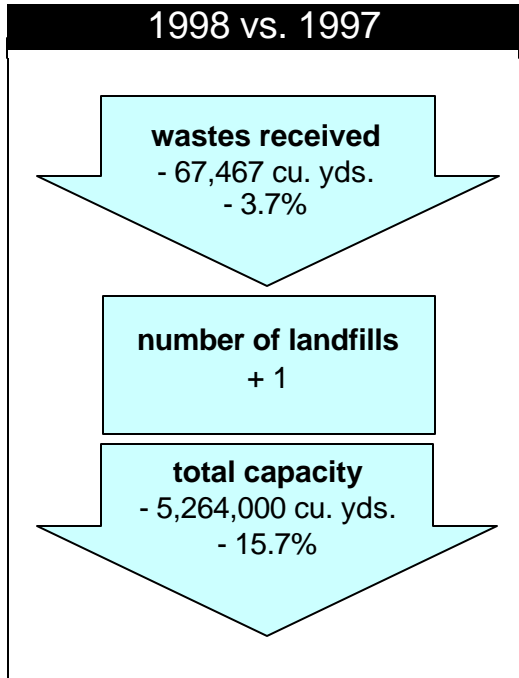 1998 vs. 1997
wastes received
- 67,467 cu. yds.
- 3.7%
number of landfills
+ 1
total capacity
- 5,264,000 cu. yds.
- 15.7%